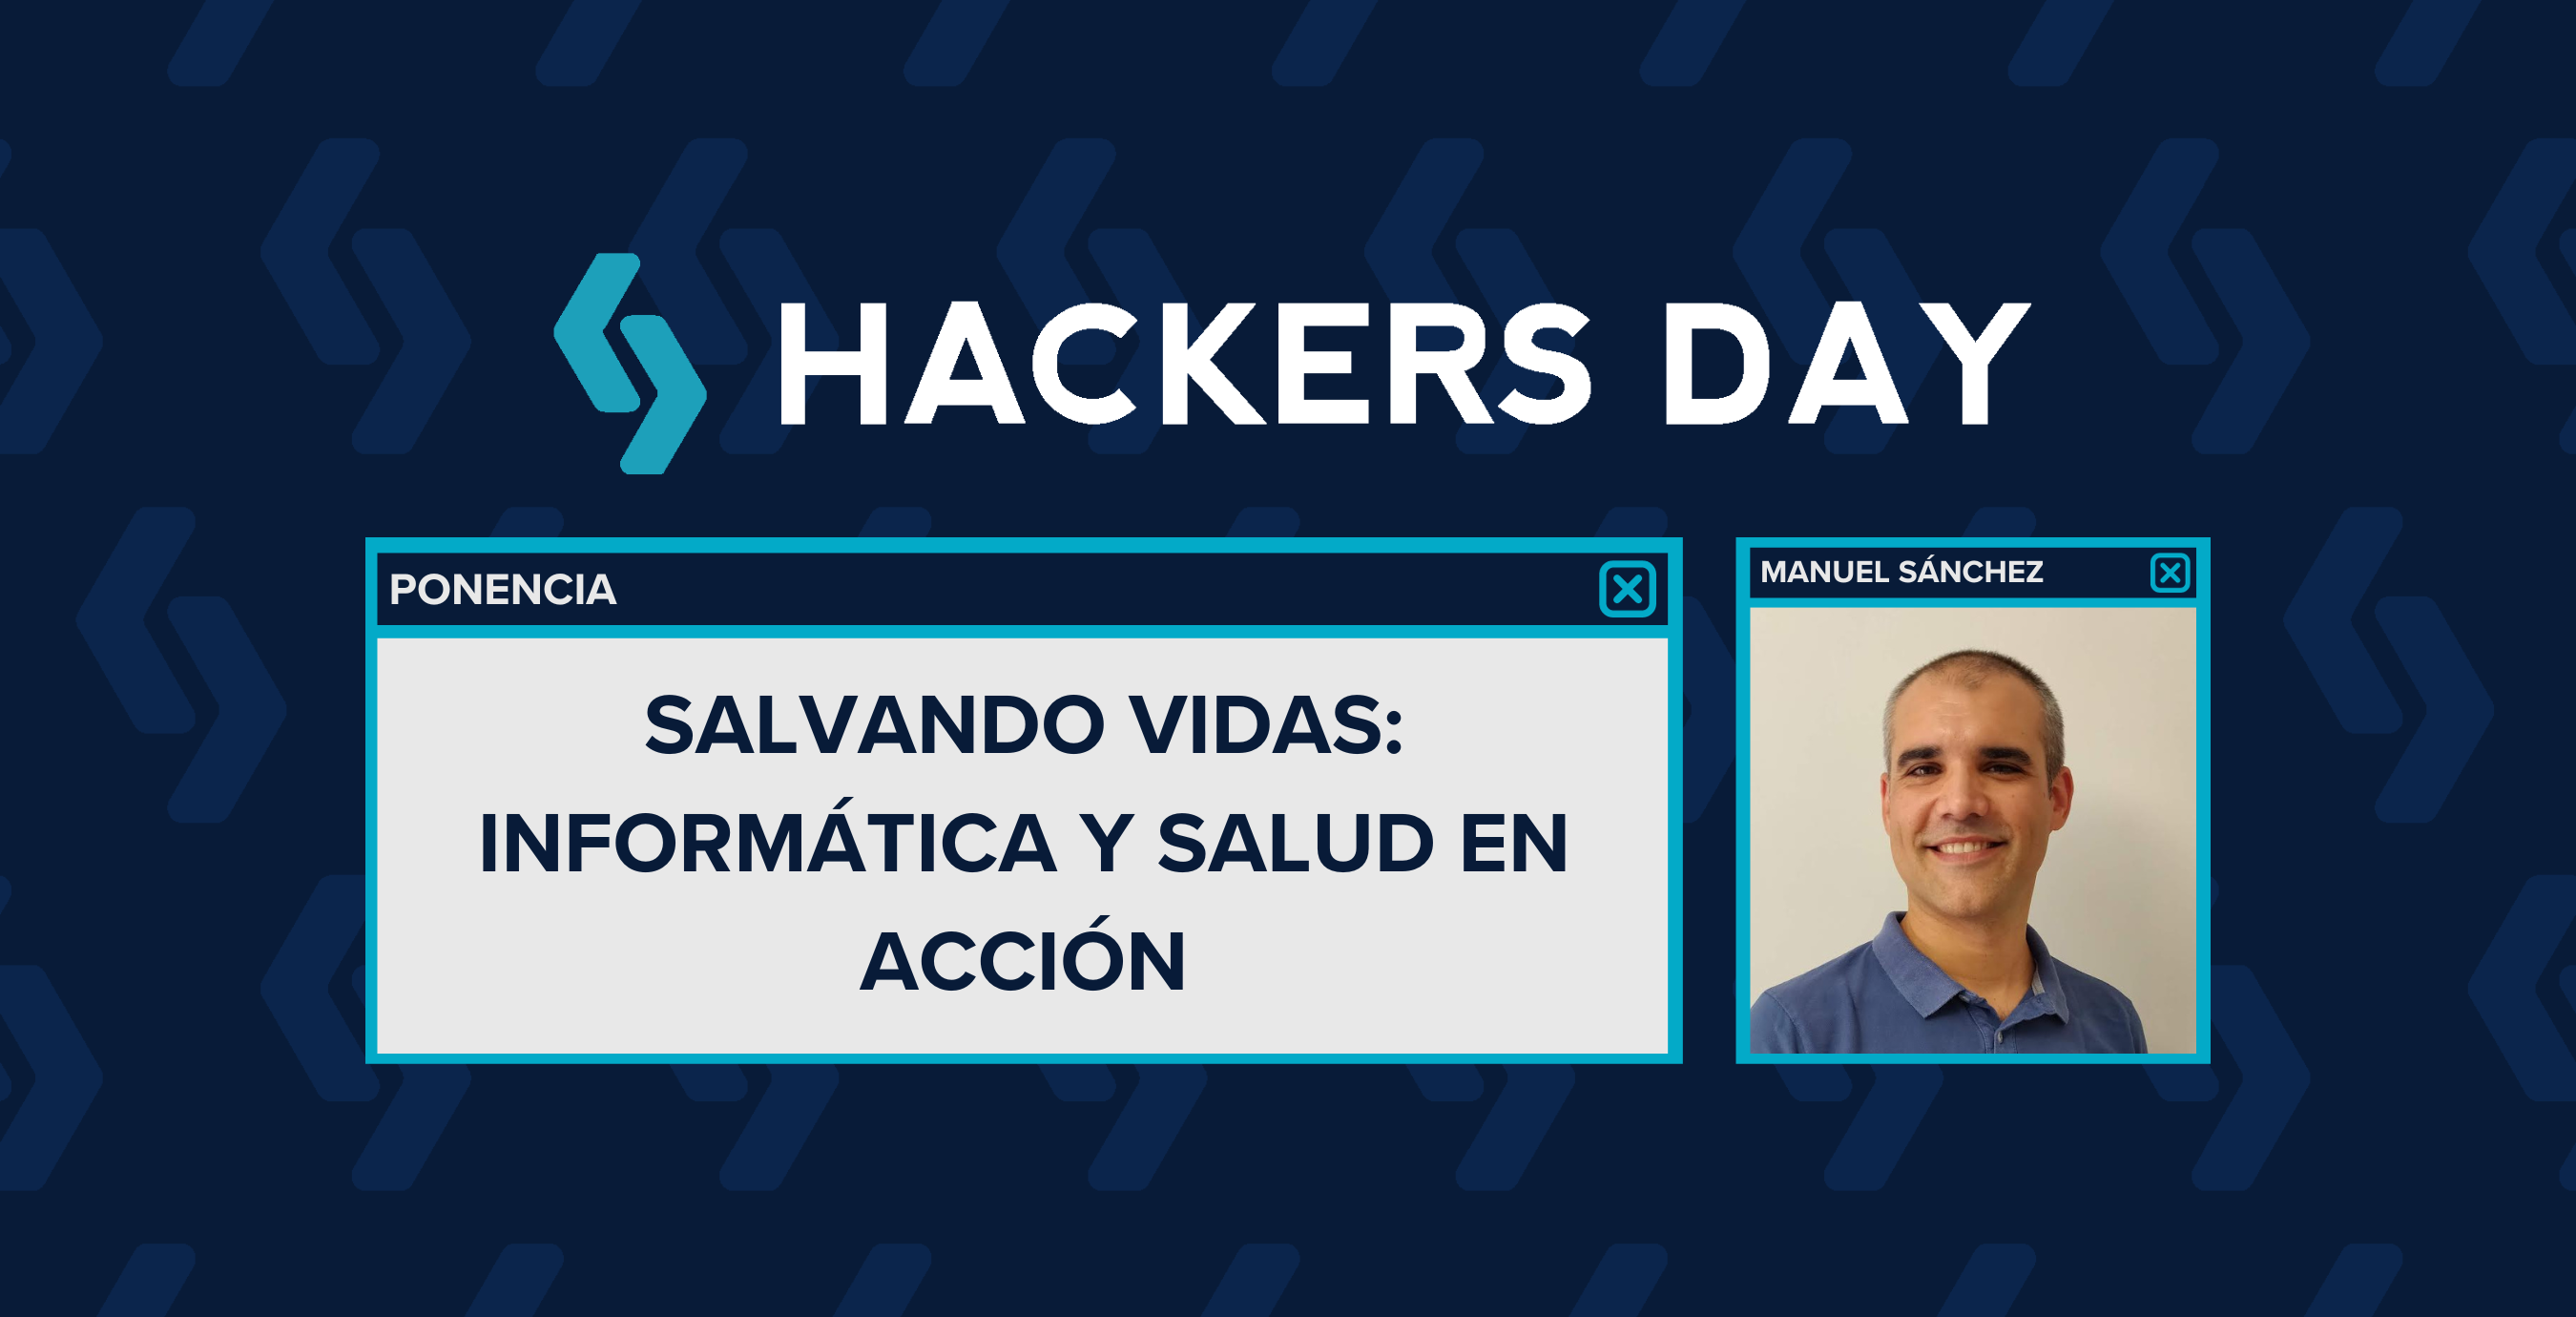 HACKERS DAY
PONENCIA
SALVANDO VIDAS:
INFORMÁTICA Y SALUD EN
ACCIÓN
MANUEL SÁNCHEZ